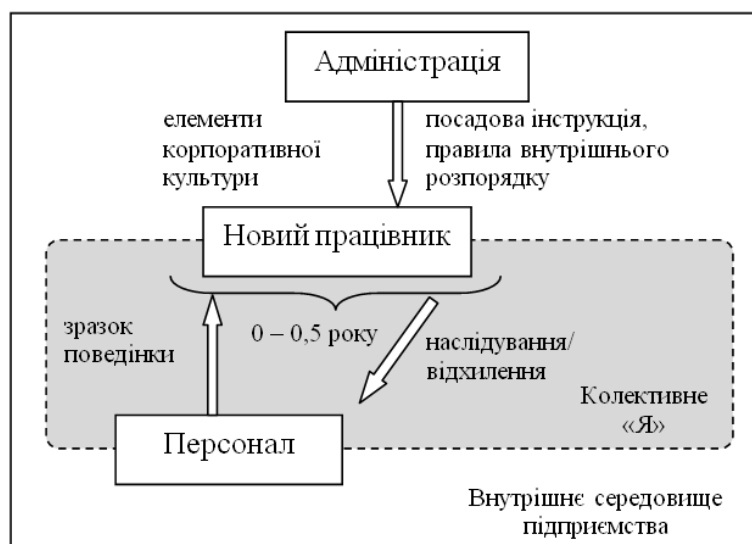 Адміністрація
елементи
корпоративної
культури
посадова інструкція,
правила внутрішнього
розпорядку
Новий працівник
зразок
поведінки
0 – 0,5 року
наслідування/
відхилення
Колективне
«Я»
Персонал
Внутрішнє середовище
підприємства